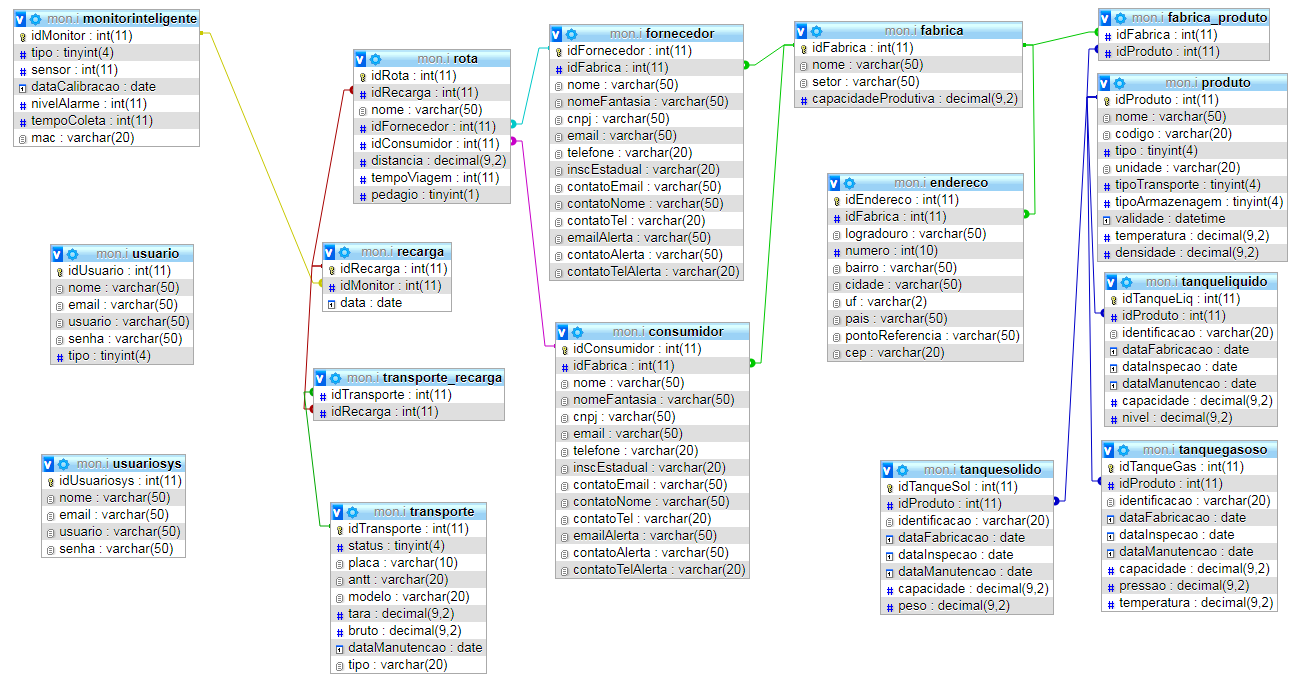 mon.i monitorinteligente
idMonitor : int(11)
tipo : tinyint(4)
sensor : int(11)
dataCalibracao : date
nivelAlarme : int(11)
tempoColeta : int(11)
mac : varchar(20)
mon.i usuario
idUsuario : int(11)
nome : varchar(50)
email : varchar(50)
usuario : varchar(50)
senha : varchar(50)
tipo : tinyint(4)
mon.i usuariosys
idUsuariosys : int(11)
nome : varchar(50)
email : varchar(50)
usuario : varchar(50)
senha : varchar(50)
mon.i rota
idRota : int(11)
idRecarga : int(11)
nome : varchar(50)
idFornecedor : int(11)
idConsumidor : int(11)
distancia : decimal(9,2)
tempoViagem : int(11)
pedagio : tinyint(1)
mon.i recarga
idRecarga : int(11)
idMonitor : int(11)
data : date
mon.i transporte_recarga
idTransporte : int(11)
idRecarga : int(11)
mon.i transporte
idTransporte : int(11)
status : tinyint(4)
placa : varchar(10)
antt : varchar(20)
modelo : varchar(20)
tara : decimal(9,2)
bruto : decimal(9,2)
dataManutencao : date
tipo : varchar(20)
mon.i fornecedor
idFornecedor : int(11)
idFabrica : int(11)
nome : varchar(50)
nomeFantasia : varchar(50)
cnpj : varchar(50)
email : varchar(50)
telefone : varchar(20)
inscEstadual : varchar(20)
contatoEmail : varchar(50)
contatoNome : varchar(50)
contatoTel : varchar(20)
emailAlerta : varchar(50)
contatoAlerta : varchar(50)
contatoTelAlerta : varchar(20)
mon.i consumidor
idConsumidor : int(11)
idFabrica : int(11)
nome : varchar(50)
nomeFantasia : varchar(50)
cnpj : varchar(50)
email : varchar(50)
telefone : varchar(20)
inscEstadual : varchar(20)
contatoEmail : varchar(50)
contatoNome : varchar(50)
contatoTel : varchar(20)
emailAlerta : varchar(50)
contatoAlerta : varchar(50)
contatoTelAlerta : varchar(20)
mon.i fabrica
idFabrica : int(11)
nome : varchar(50)
setor : varchar(50)
capacidadeProdutiva : decimal(9,2)
mon.i endereco
idEndereco : int(11)
idFabrica : int(11)
logradouro : varchar(50)
numero : int(10)
bairro : varchar(50)
cidade : varchar(50)
uf : varchar(2)
pais : varchar(50)
pontoReferencia : varchar(50)
cep : varchar(20)
mon.i tanquesolido
idTanqueSol : int(11)
idProduto : int(11)
identificacao : varchar(20)
dataFabricacao : date
dataInspecao : date
dataManutencao : date
capacidade : decimal(9,2)
peso : decimal(9,2)
mon.i fabrica_produto
idFabrica : int(11)
idProduto : int(11)
mon.i produto
idProduto : int(11)
nome : varchar(50)
codigo : varchar(20)
tipo : tinyint(4)
unidade : varchar(20)
tipoTransporte : tinyint(4)
tipoArmazenagem : tinyint(4)
validade : datetime
temperatura : decimal(9,2)
densidade : decimal(9,2)
mon.i tanqueliquido
idTanqueLiq : int(11)
idProduto : int(11)
identificacao : varchar(20)
dataFabricacao : date
dataInspecao : date
dataManutencao : date
capacidade : decimal(9,2)
nivel : decimal(9,2)
mon.i tanquegasoso
idTanqueGas : int(11)
idProduto : int(11)
identificacao : varchar(20)
dataFabricacao : date
dataInspecao : date
dataManutencao : date
capacidade : decimal(9,2)
pressao : decimal(9,2)
temperatura : decimal(9,2)